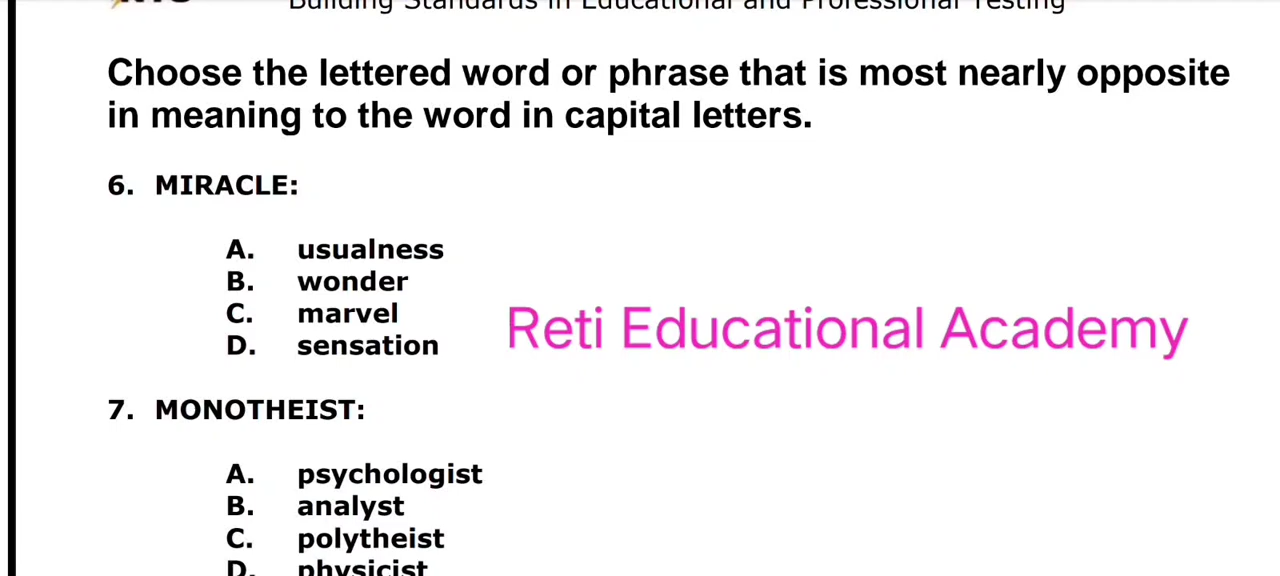 Building Standards in Educational and Professional Testing
Choose the lettered word or phrase that is most nearly opposite
in meaning to the word in capital letters.
6. MIRACLE:
A. usualness
B. wonder
C. marvel
D. sensation
Reti Educational Academy
7. MONOTHEIST:
A. psychologist
B. analyst
C. polytheist
D. physicist